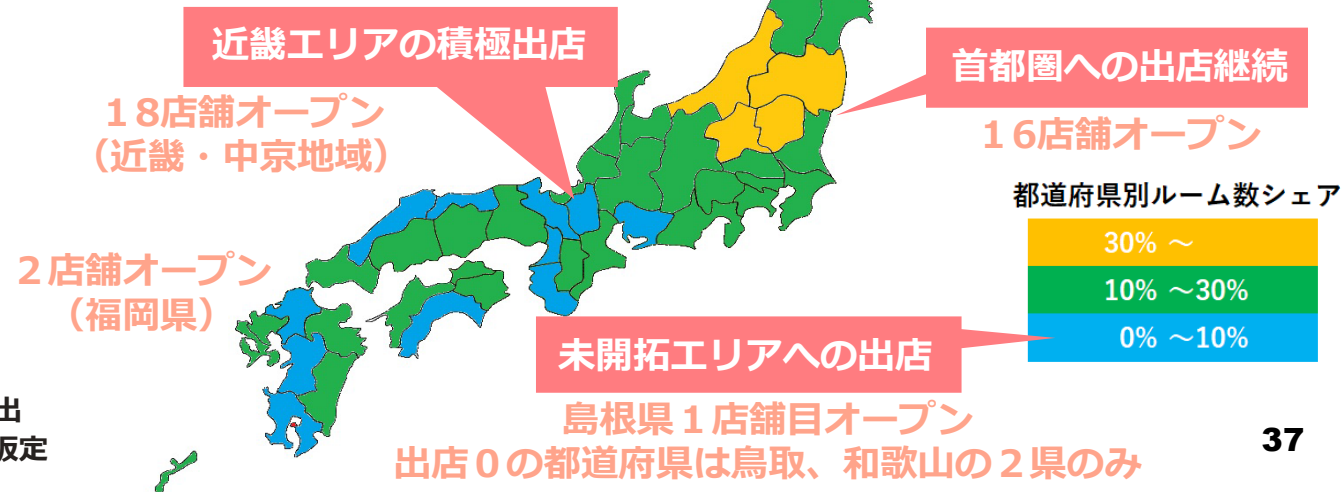 近畿エリアの積極出店
18店舗オープン
（近畿・中京地域）
首都圏への出店継続
16店舗オープン
都道府県別ルーム数シェア
30% ～
10% ～30%
0% ～10%
2店舗オープン
（福岡県）
未開拓エリアへの出店
島根県1店舗目オープン
出店0の都道府県は鳥取、和歌山の2県のみ
出
仮定
37